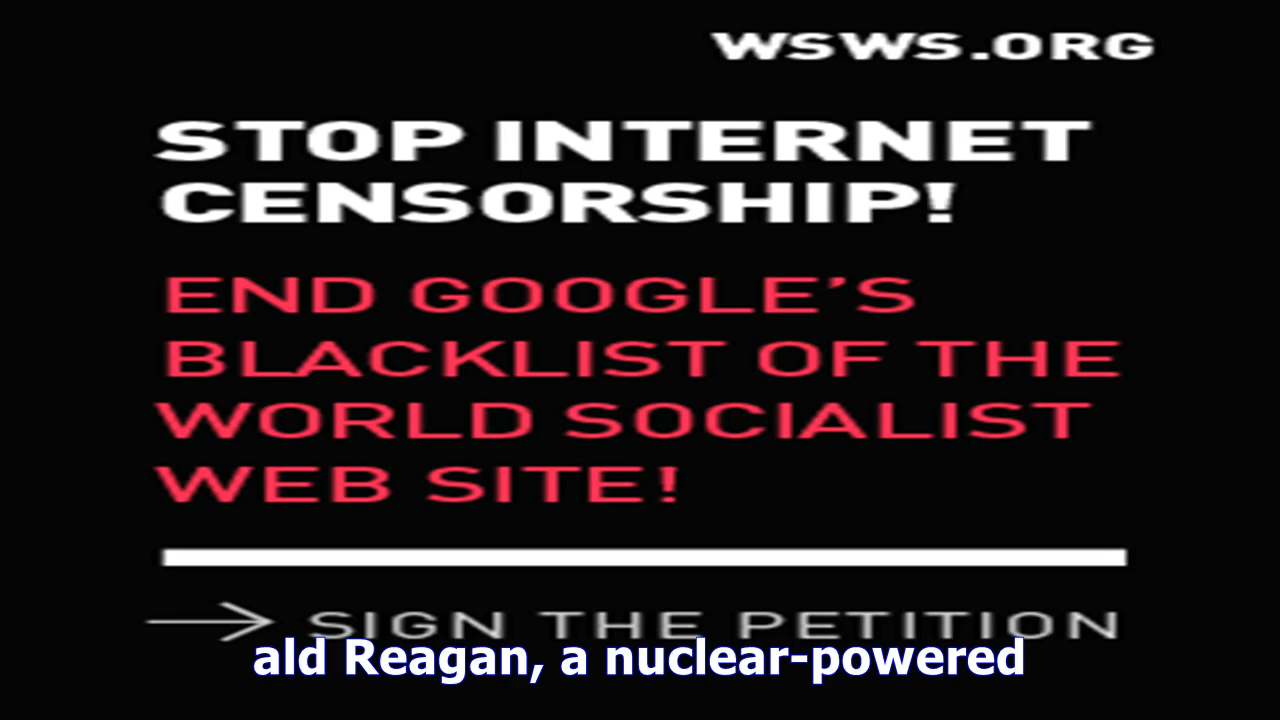 WSWS.ORG
STOP INTERNET
CENSORSHIP!
END GOOGLE'S
BLACKLIST OF THE
WORLD SOCIALIST
WEB SITE!
SIGN THE PETITION
ald Reagan, a nuclear-powered